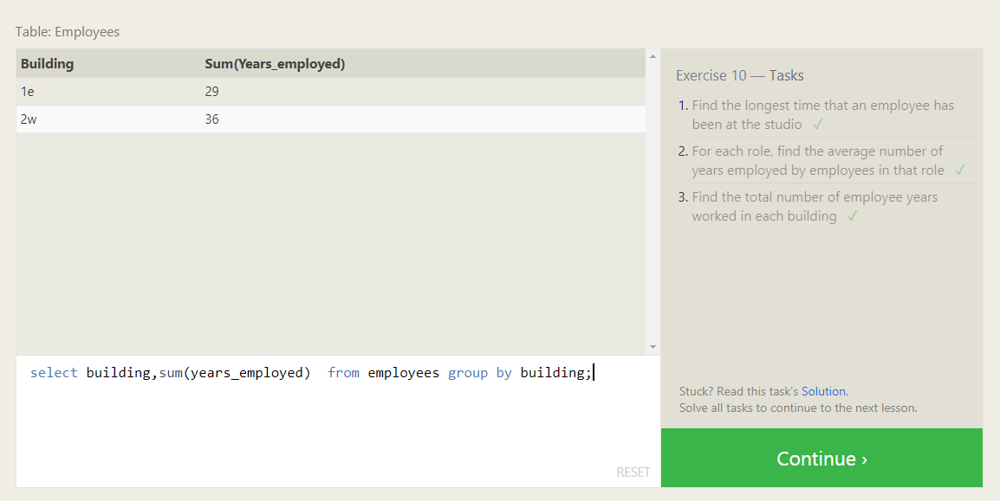 Table: Employees
Building Sum(Years_employed)
1e 29
2w 36
select building,sum(years_employed)  from employees group by building;
RESET
Exercise 10 — Tasks
1. Find the longest time that an employee has
been at the studio ✓
2. For each role, find the average number of
years employed by employees in that role ✓
3. Find the total number of employee years
worked in each building ✓
Stuck? Read this task's Solution.
Solve all tasks to continue to the next lesson.
Continue ›